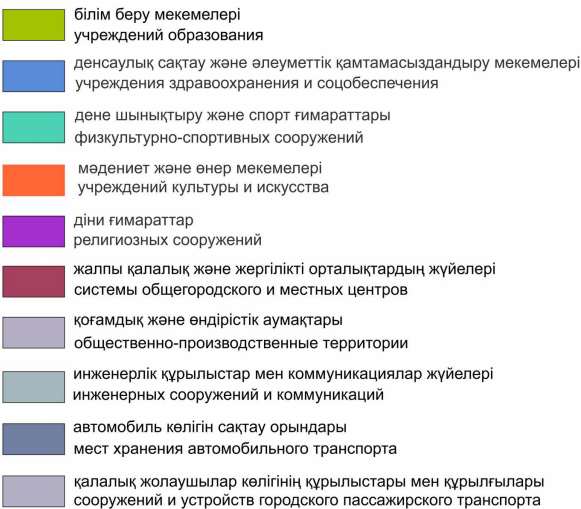 білім беру мекемелері
учреждений образования
денсаулық сақтау және әлеуметтік қамтамасыздандыру мекемелері
учреждения здравоохранения и соцобеспечения
дене шынықтыру және спорт ғимараттары
физкультурно-спортивных сооружений
мәдениет және өнер мекемелері
учреждений культуры и искусства
діни ғимараттар
религиозных сооружений
жалпы қалалық және жергілікті орталықтардың жүйелері
системы общегородского и местных центров
қоғамдық және өндірістік аумақтары
общественно-производственные территории
инженерлік құрылыстар мен коммуникациялар жүйелері
инженерных сооружений и коммуникаций
автомобиль көлігін сақтау орындары
мест хранения автомобильного транспорта
қалалық жолаушылар көлігінің құрылыстары мен құрылғылары
сооружений и устройств городского пассажирского транспорта